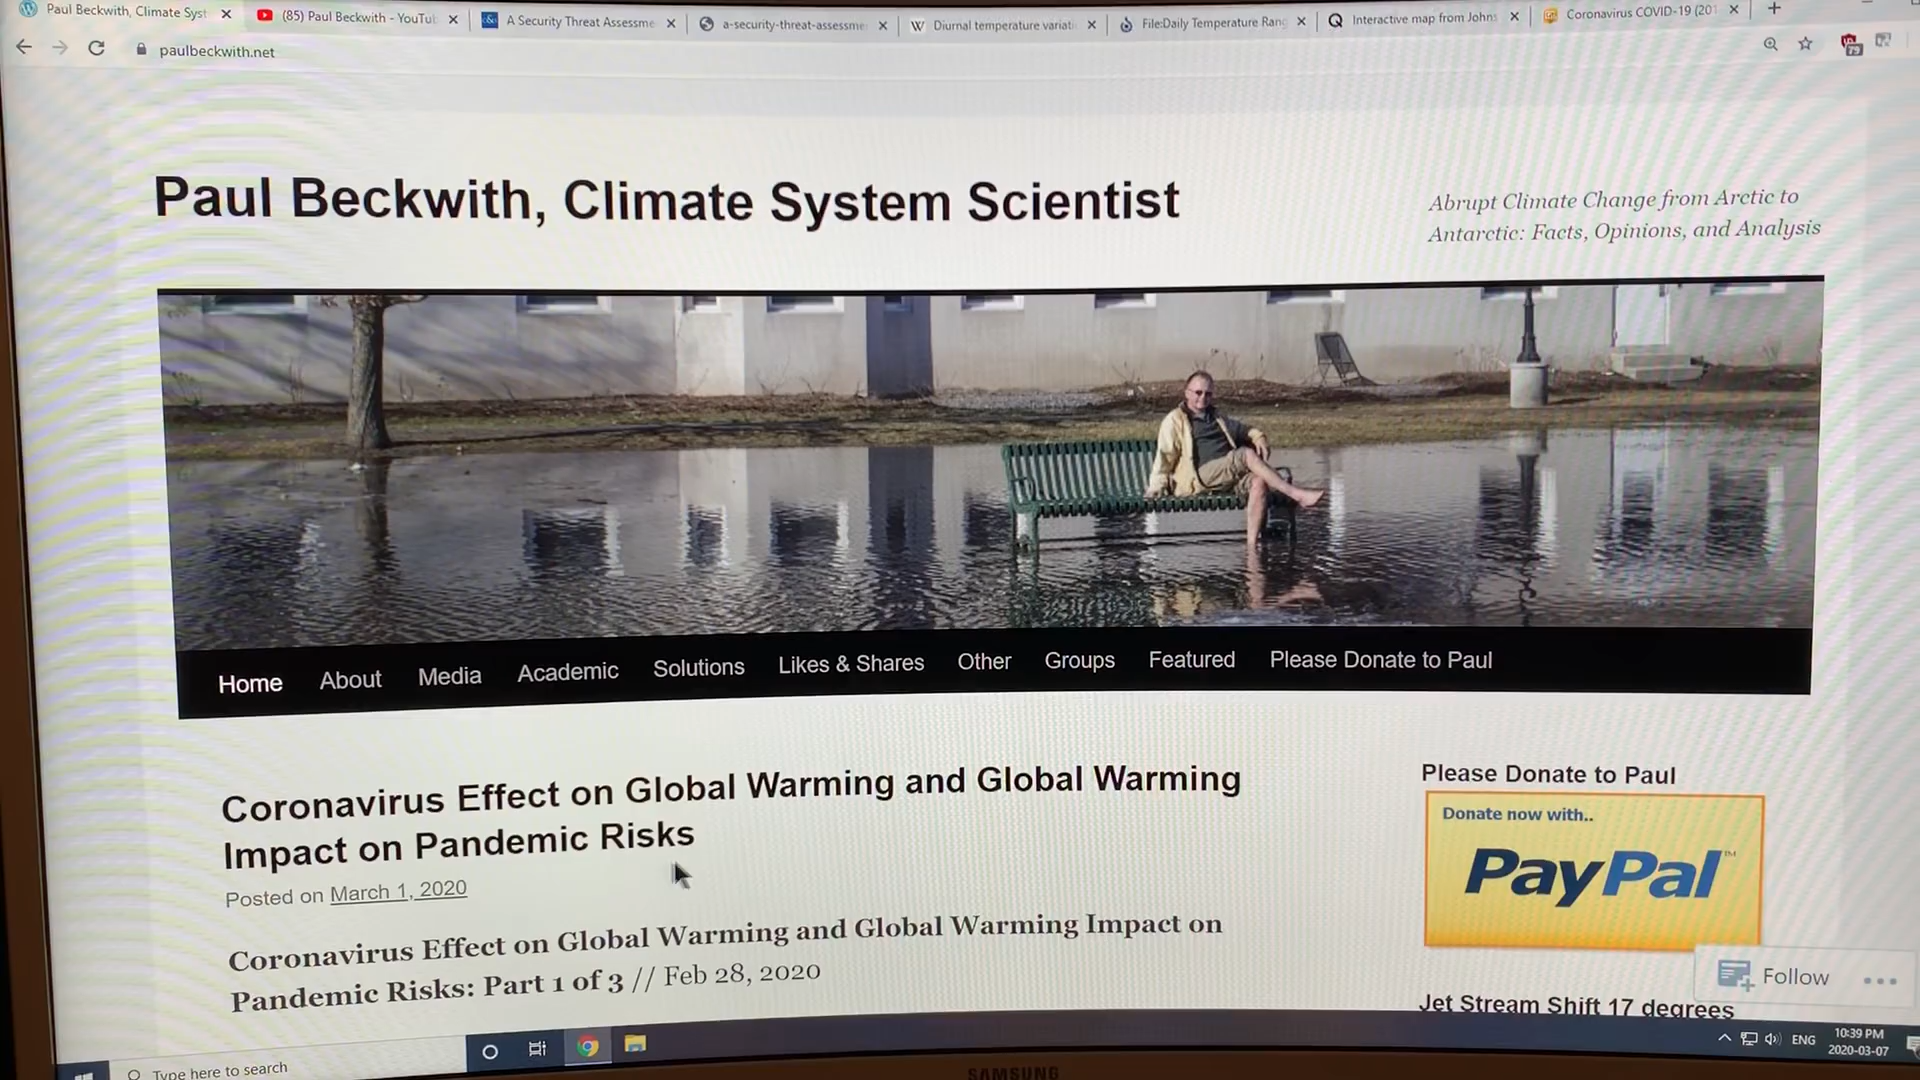 Paul Beckwith, Climate Syst
(85) Paul Beckwith - YouTub
A Security Threat Assessme
a-security-threat-assessme
Diurnal temperature variati
File:Daily Temperature Rang
Interactive map from Johns
Coronavirus COVID-19 (201
paulbeckwith.net
79
Paul Beckwith, Climate System Scientist
Abrupt Climate Change from Arctic to
Antarctic: Facts, Opinions, and Analysis
Home About Media Academic Solutions Likes & Shares Other Groups Featured Please Donate to Paul
Coronavirus Effect on Global Warming and Global Warming
Impact on Pandemic Risks
Posted on March 1, 2020
Coronavirus Effect on Global Warming and Global Warming Impact on
Pandemic Risks: Part 1 of 3 // Feb 28, 2020
Please Donate to Paul
Donate now with..
PayPal™
Follow
Jet Stream Shift 17 degrees
Type here to search
ENG
10:39 PM
2020-03-07
SAMSUNG